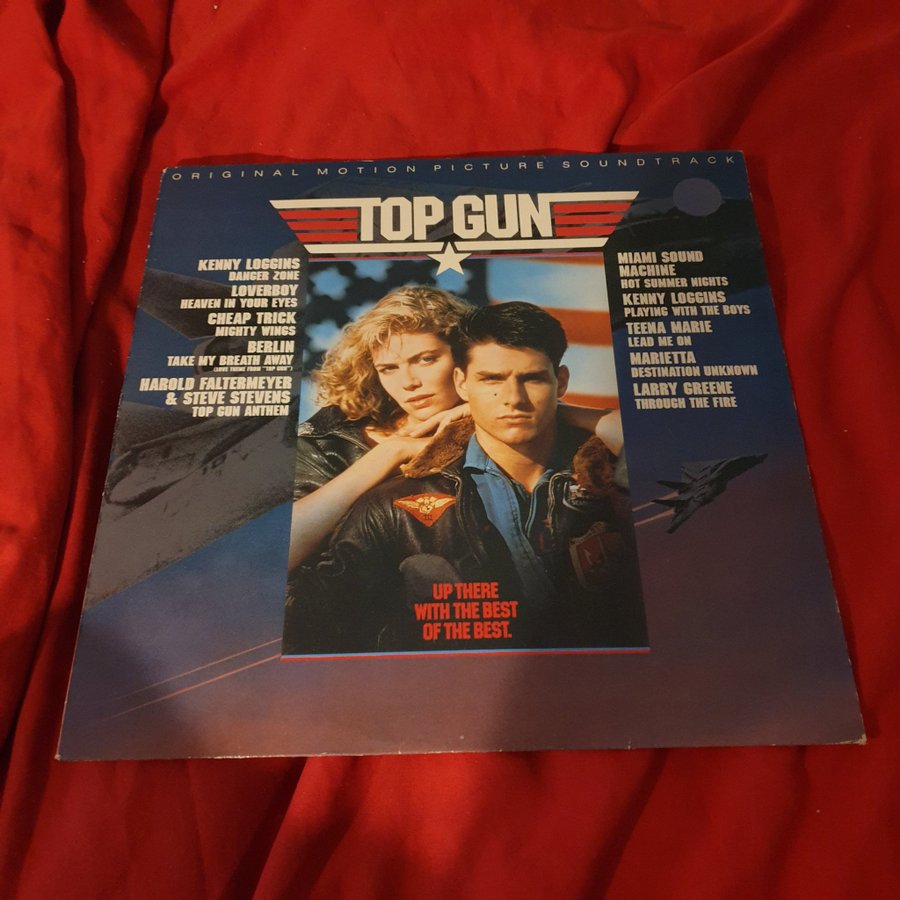 ORIGINAL MOTION PICTURE SOUNDTRACK
TOP GUN
KENNY LOGGINS
DANGER ZONE
LOVERBOY
HEAVEN IN YOUR EYES
CHEAP TRICK
MIGHTY WINGS
BERLIN
TAKE MY BREATH AWAY
(LOVE THEME FROM "TOP GUN")
HAROLD FALTERMEYER
& STEVE STEVENS
TOP GUN ANTHEM
MIAMI SOUND
MACHINE
HOT SUMMER NIGHTS
KENNY LOGGINS
PLAYING WITH THE BOYS
TEENA MARIE
LEAD ME ON
MARIETTA
DESTINATION UNKNOWN
LARRY GREENE
THROUGH THE FIRE
UP THERE
WITH THE BEST
OF THE BEST.